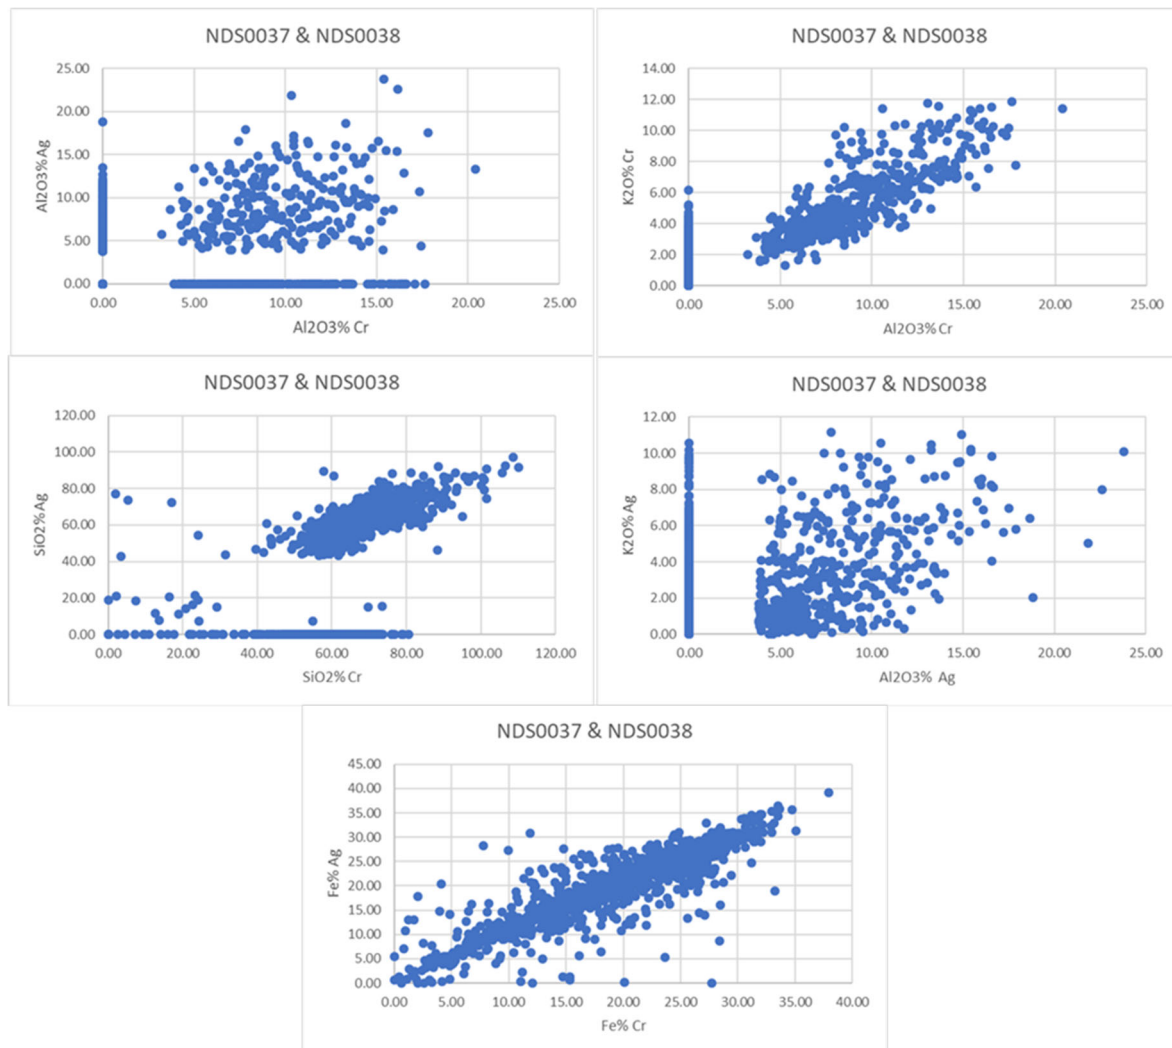 NDS0037 & NDS0038
25.00
20.00
15.00
10.00
5.00
0.00
Al2O3% Ag
0.00 5.00 10.00 15.00 20.00 25.00
Al2O3% Cr
NDS0037 & NDS0038
14.00
12.00
10.00
8.00
6.00
4.00
2.00
0.00
K2O% Cr
0.00 5.00 10.00 15.00 20.00 25.00
Al2O3% Cr
NDS0037 & NDS0038
120.00
100.00
80.00
60.00
40.00
20.00
0.00
SiO2% Ag
0.00 20.00 40.00 60.00 80.00 100.00 120.00
SiO2% Cr
NDS0037 & NDS0038
12.00
10.00
8.00
6.00
4.00
2.00
0.00
K2O% Ag
0.00 5.00 10.00 15.00 20.00 25.00
Al2O3% Ag
NDS0037 & NDS0038
45.00
40.00
35.00
30.00
25.00
20.00
15.00
10.00
5.00
0.00
Fe% Ag
0.00 5.00 10.00 15.00 20.00 25.00 30.00 35.00 40.00
Fe% Cr